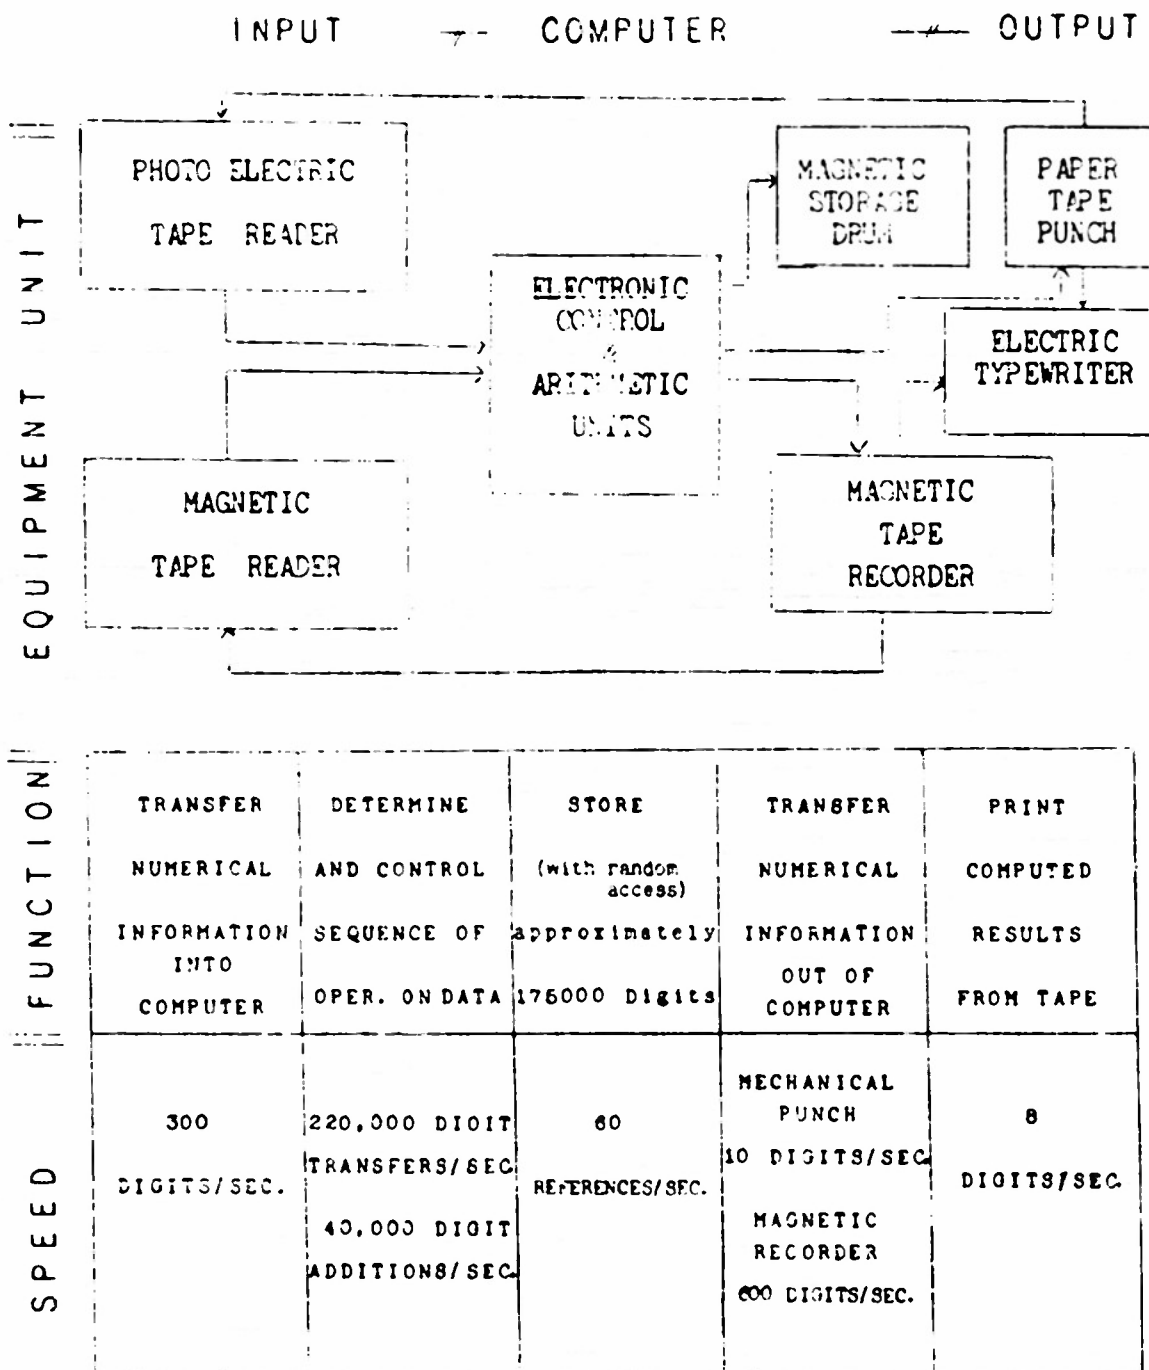 INPUT COMPUTER OUTPUT
EQUIPMENT UNIT
PHOTO ELECTRIC
TAPE READER
MAGNETIC
STORAGE
DRUM
PAPER
TAPE
PUNCH
ELECTRONIC
CONTROL
&
ARITHMETIC
UNITS
ELECTRIC
TYPEWRITER
MAGNETIC
TAPE READER
MAGNETIC
TAPE
RECORDER
FUNCTION
TRANSFER
NUMERICAL
INFORMATION
INTO
COMPUTER
DETERMINE
AND CONTROL
SEQUENCE OF
OPER. ON DATA
STORE
(with random
access)
approximately
175000 Digits
TRANSFER
NUMERICAL
INFORMATION
OUT OF
COMPUTER
PRINT
COMPUTED
RESULTS
FROM TAPE
SPEED
300
DIGITS/SEC.
220,000 DIGIT
TRANSFERS/SEC
40,000 DIGIT
ADDITIONS/SEC.
60
REFERENCES/SEC.
MECHANICAL
PUNCH
10 DIGITS/SEC
MAGNETIC
RECORDER
600 DIGITS/SEC.
8
DIGITS/SEC.